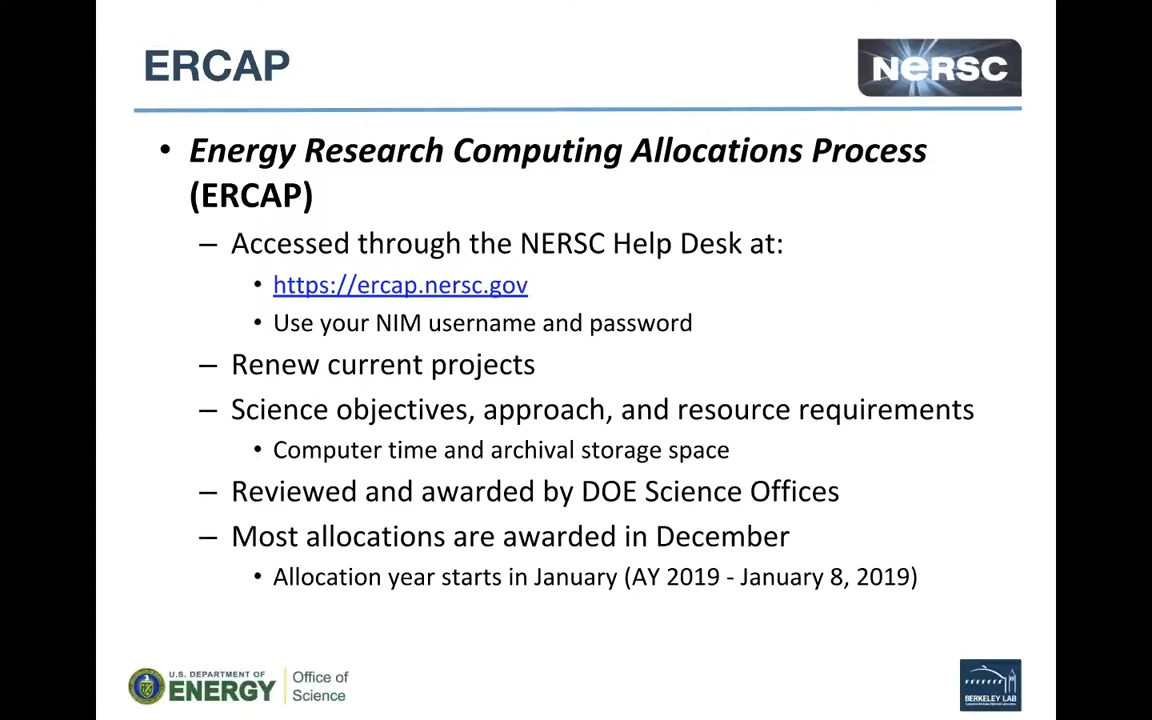 ERCAP
NERSC
• Energy Research Computing Allocations Process
(ERCAP)
– Accessed through the NERSC Help Desk at:
• https://ercap.nersc.gov
• Use your NIM username and password
– Renew current projects
– Science objectives, approach, and resource requirements
• Computer time and archival storage space
– Reviewed and awarded by DOE Science Offices
– Most allocations are awarded in December
• Allocation year starts in January (AY 2019 - January 8, 2019)
U.S. DEPARTMENT OF
ENERGY
Office of
Science
BERKELEY LAB